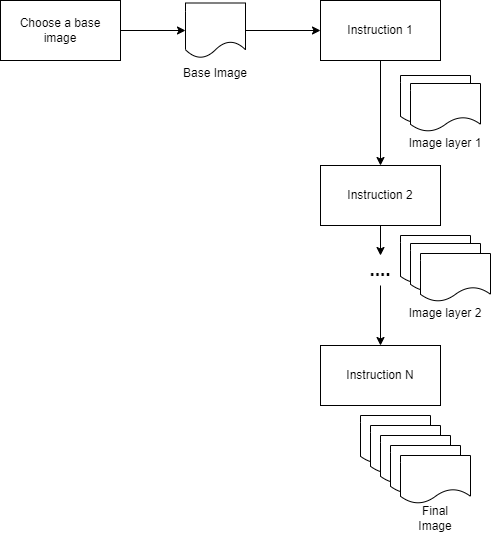 Choose a base
image
Base Image
Instruction 1
Image layer 1
Instruction 2
....
Image layer 2
Instruction N
Final
Image